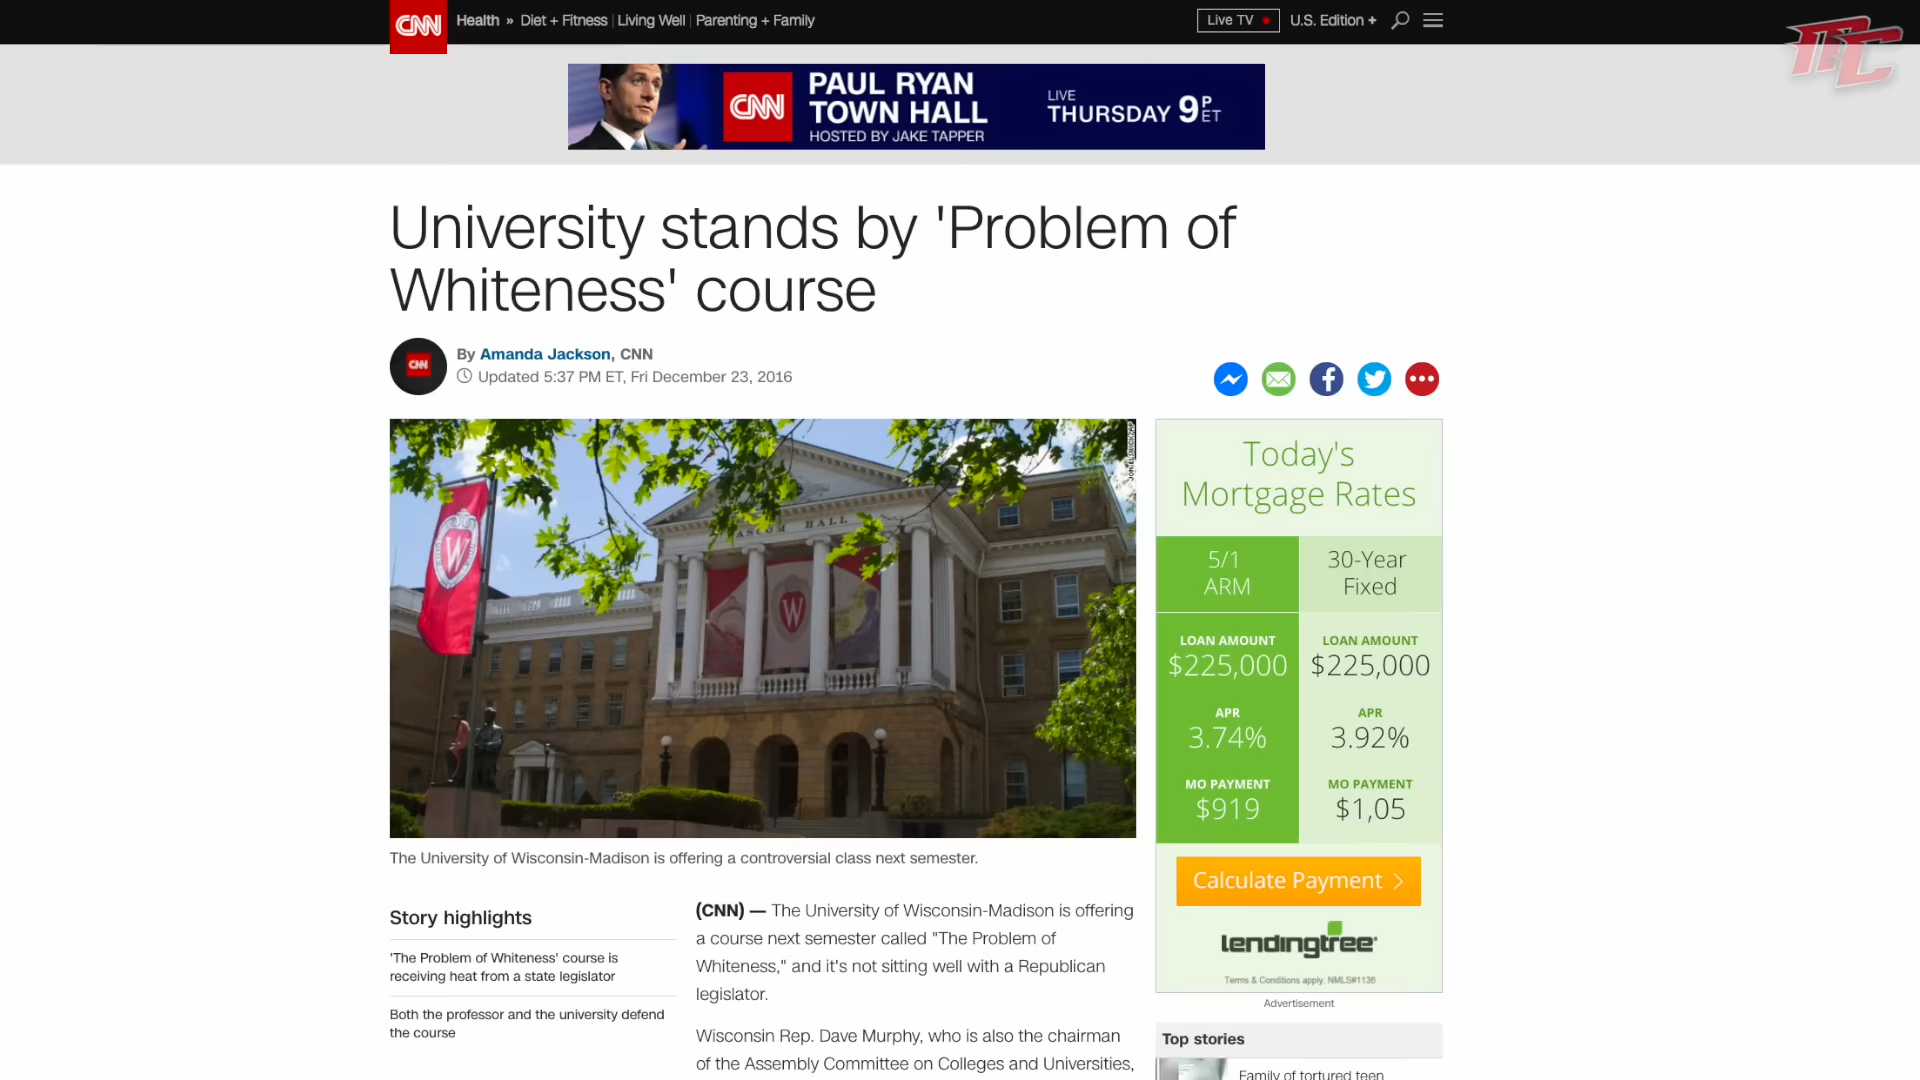 CNN
Health » Diet + Fitness | Living Well | Parenting + Family
Live TV
U.S. Edition +
CNN
PAUL RYAN
TOWN HALL
HOSTED BY JAKE TAPPER
LIVE
THURSDAY 9 P ET
University stands by 'Problem of
Whiteness' course
CNN
By Amanda Jackson, CNN
Updated 5:37 PM ET, Fri December 23, 2016
ASCOM HALL
W
W
The University of Wisconsin-Madison is offering a controversial class next semester.
Story highlights
'The Problem of Whiteness' course is
receiving heat from a state legislator
Both the professor and the university defend
the course
(CNN) — The University of Wisconsin-Madison is offering
a course next semester called "The Problem of
Whiteness," and it's not sitting well with a Republican
legislator.
Wisconsin Rep. Dave Murphy, who is also the chairman
of the Assembly Committee on Colleges and Universities,
Today's
Mortgage Rates
5/1
ARM
30-Year
Fixed
LOAN AMOUNT
$225,000
LOAN AMOUNT
$225,000
APR
3.74%
APR
3.92%
MO PAYMENT
$919
MO PAYMENT
$1,05
Calculate Payment
lendingtree
Terms & Conditions apply. NMLS#1136
Advertisement
Top stories
Family of tortured teen